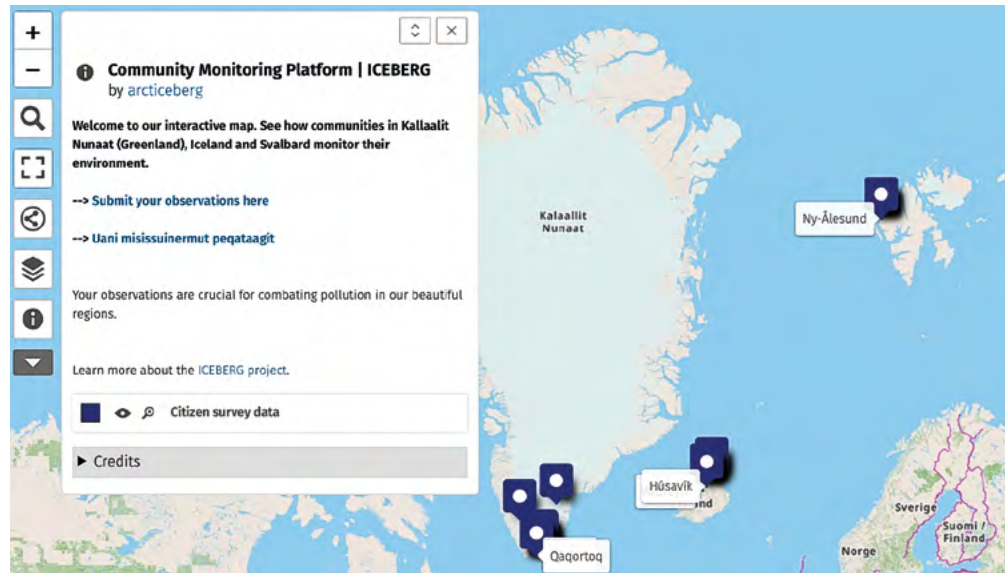 +
−
Community Monitoring Platform | ICEBERG
by arcticeberg
Welcome to our interactive map. See how communities in Kallaalit
Nunaat (Greenland), Iceland and Svalbard monitor their
environment.
--> Submit your observations here
--> Uani misissuinermut peqataagit
Your observations are crucial for combating pollution in our beautiful
regions.
Learn more about the ICEBERG project.
Citizen survey data
Credits
Kalaallit
Nunaat
Ny-Ålesund
Húsavík
Qaqortoq
Sverige
Suomi /
Finland
Norge